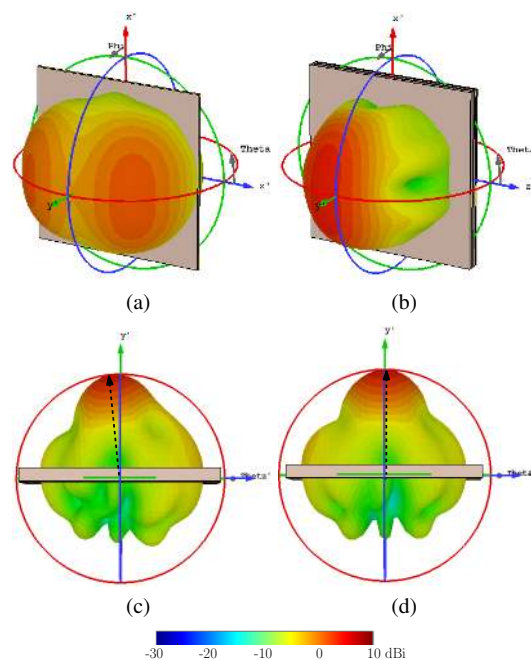 x'
Phi
Theta
x'
y'
x'
Phi
Theta
z
y'
(a) (b)
y'
Theta'
y'
Theta
(c) (d)
-30 -20 -10 0 10 dBi